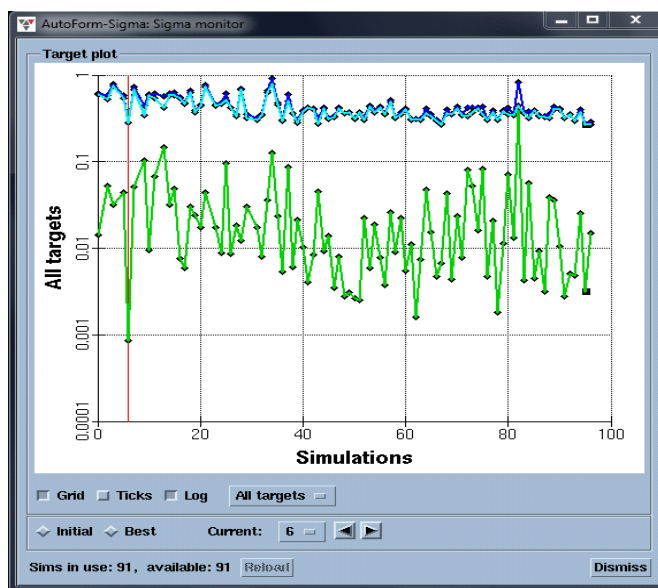 AutoForm-Sigma: Sigma monitor
Target plot
1
0.1
0.01
0.001
0.0001
All targets
0 20 40 60 80 100
Simulations
Grid Ticks Log All targets
Initial Best Current: 6
Sims in use: 91, available: 91 Reload Dismiss